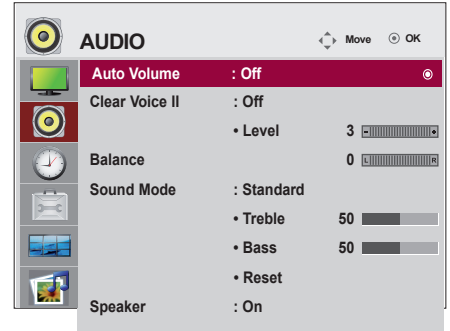 AUDIO Move OK
Auto Volume : Off
Clear Voice II : Off
• Level 3 - +
Balance 0 L R
Sound Mode : Standard
• Treble 50
• Bass 50
• Reset
Speaker : On